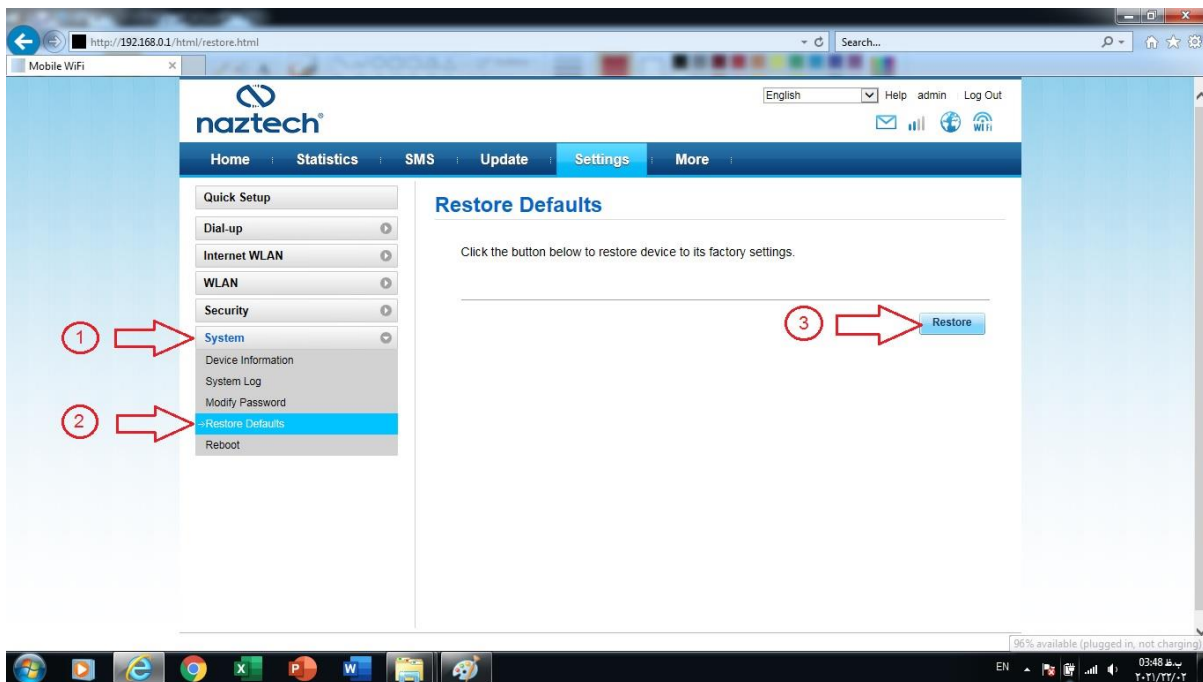 http://192.168.0.1/html/restore.html
Search...
Mobile WiFi
naztech®
English
Help admin Log Out
WiFi
Home Statistics SMS Update Settings More
Quick Setup
Restore Defaults
Dial-up
Click the button below to restore device to its factory settings.
Internet WLAN
WLAN
Security
3
Restore
1
System
Device Information
System Log
Modify Password
2
Restore Defaults
Reboot
96% available (plugged in, not charging)
EN
03:48 ب.ظ